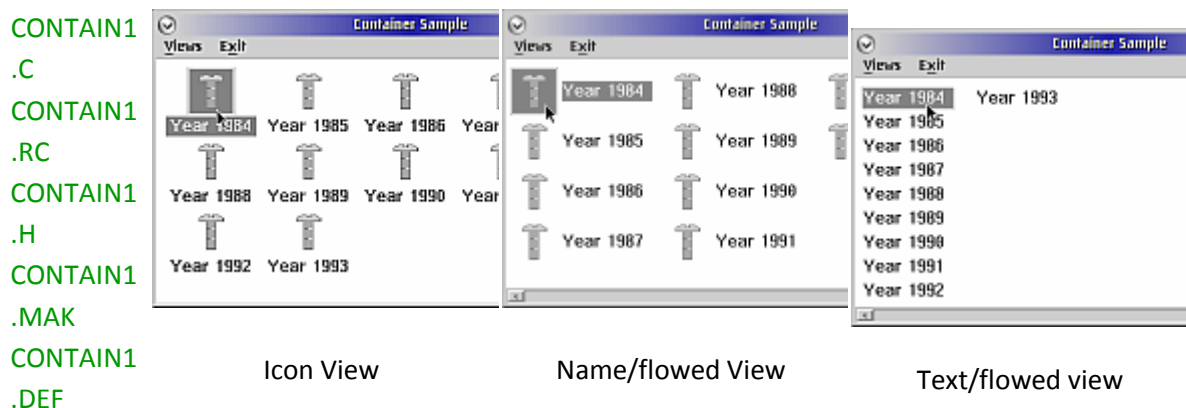 CONTAIN1
.C
CONTAIN1
.RC
CONTAIN1
.H
CONTAIN1
.MAK
CONTAIN1
.DEF
Container Sample
Views Exit
Year 1984 Year 1985 Year 1986 Year
Year 1988 Year 1989 Year 1990 Year
Year 1992 Year 1993
Icon View
Container Sample
Views Exit
Year 1984 Year 1988
Year 1985 Year 1989
Year 1986 Year 1990
Year 1987 Year 1991
Name/flowed View
Container Sample
Views Exit
Year 1984 Year 1993
Year 1985
Year 1986
Year 1987
Year 1988
Year 1989
Year 1990
Year 1991
Year 1992
Text/flowed view